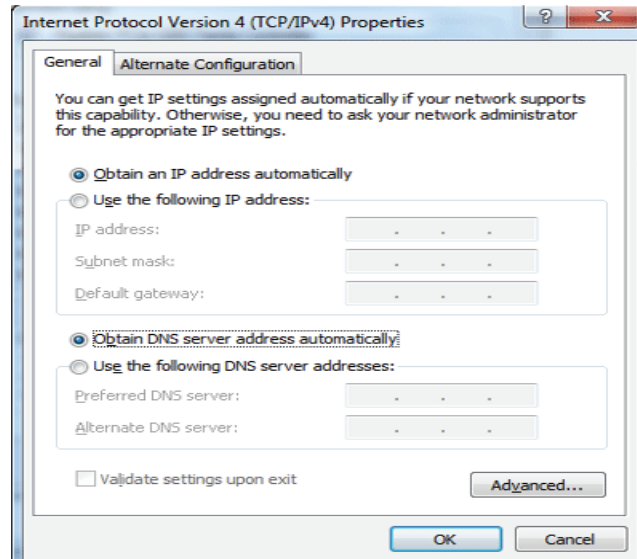 Internet Protocol Version 4 (TCP/IPv4) Properties
General
Alternate Configuration
You can get IP settings assigned automatically if your network supports
this capability. Otherwise, you need to ask your network administrator
for the appropriate IP settings.
Obtain an IP address automatically
Use the following IP address:
IP address:
Subnet mask:
Default gateway:
Obtain DNS server address automatically
Use the following DNS server addresses:
Preferred DNS server:
Alternate DNS server:
Validate settings upon exit
Advanced...
OK
Cancel